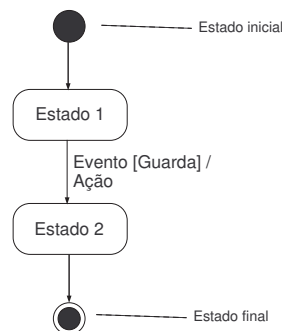 Estado inicial
Estado 1
Evento [Guarda] /
Ação
Estado 2
Estado final